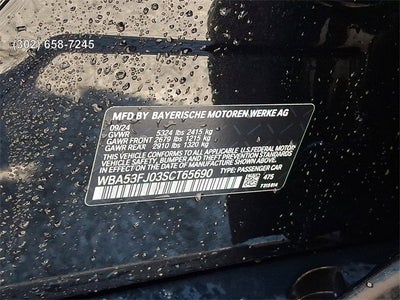 (302) 658-7245
MFD BY BAYERISCHE MOTOREN WERKE AG
09/24
GVWR 5324 lbs 2415 kg
GAWR FRONT 2679 lbs 1215 kg
GAWR REAR 2910 lbs 1320 kg
THIS VEHICLE CONFORMS TO ALL APPLICABLE U.S.FEDERAL MOTOR
VEHICLE SAFETY, BUMPER AND THEFT PREVENTION STANDARDS
IN EFFECT ON THE DATE OF MANUFACTURE SHOWN ABOVE.
WBA53FJ03SCT65690 TYPE: PASSENGER CAR
475